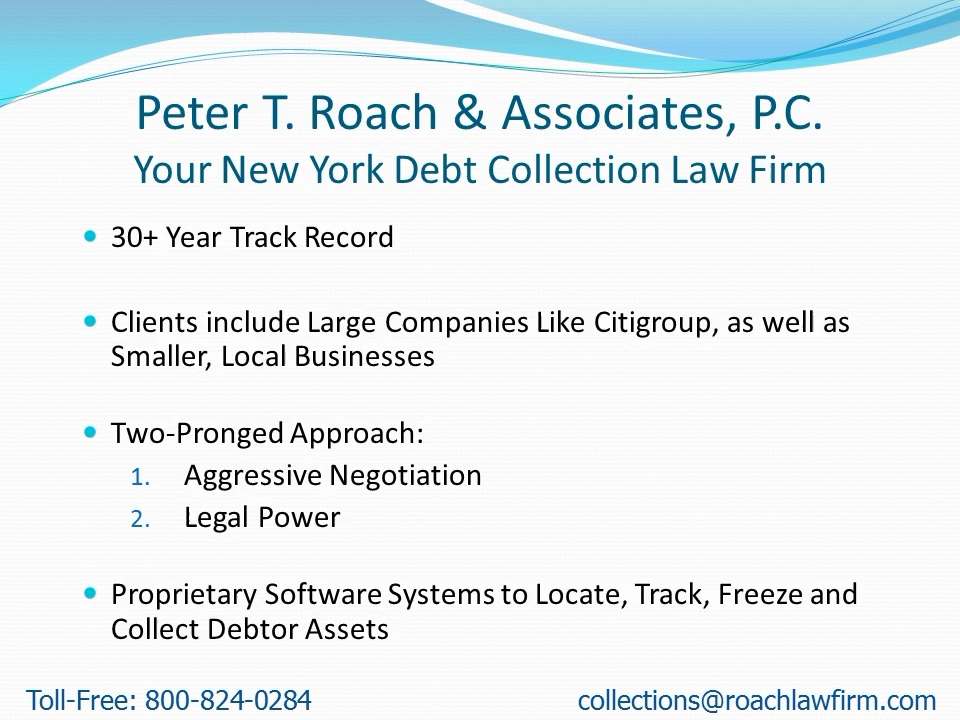 Peter T. Roach & Associates, P.C.
Your New York Debt Collection Law Firm
• 30+ Year Track Record
• Clients include Large Companies Like Citigroup, as well as
Smaller, Local Businesses
• Two-Pronged Approach:
1. Aggressive Negotiation
2. Legal Power
• Proprietary Software Systems to Locate, Track, Freeze and
Collect Debtor Assets
Toll-Free: 800-824-0284
collections@roachlawfirm.com